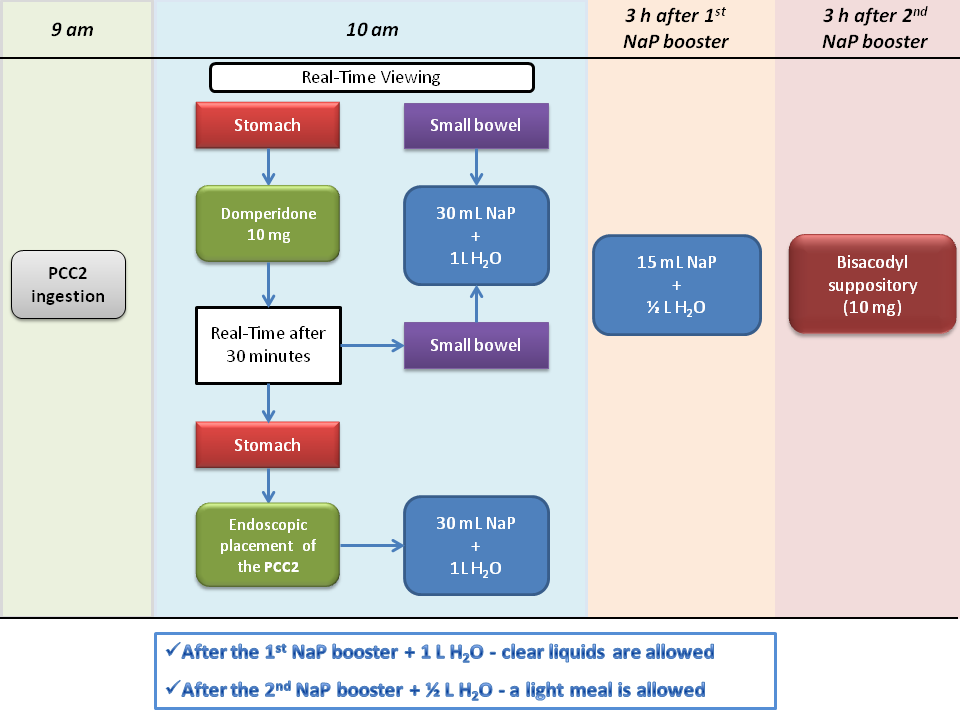 9 am
10 am
3 h after 1st
NaP booster
3 h after 2nd
NaP booster
Real-Time Viewing
Stomach
Small bowel
Domperidone
10 mg
30 mL NaP
+
1L H2O
PCC2
ingestion
15 mL NaP
+
½ L H2O
Bisacodyl
suppository
(10 mg)
Real-Time after
30 minutes
Small bowel
Stomach
Endoscopic
placement of
the PCC2
30 mL NaP
+
1L H2O
✓After the 1st NaP booster + 1 L H2O - clear liquids are allowed
✓After the 2nd NaP booster + ½ L H2O - a light meal is allowed